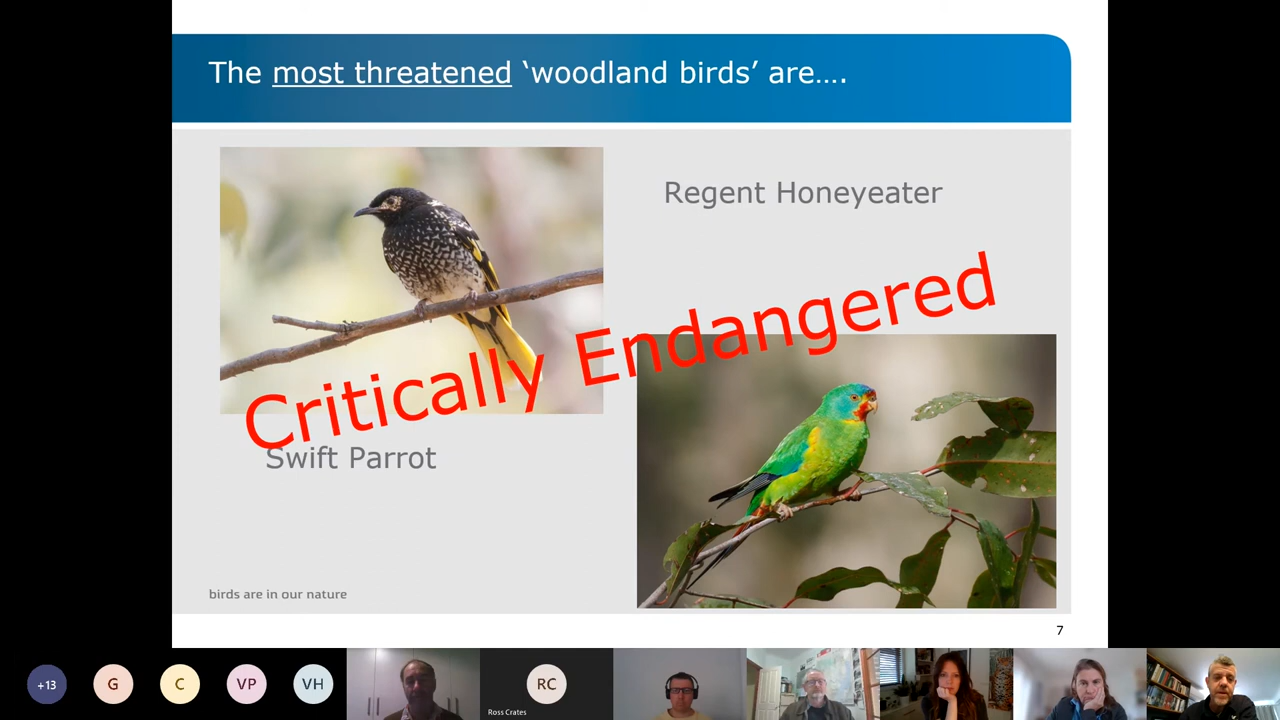 The most threatened ‘woodland birds’ are….
Regent Honeyeater
Critically Endangered
Swift Parrot
birds are in our nature
7
+13
G
C
VP
VH
RC
Ross Crates